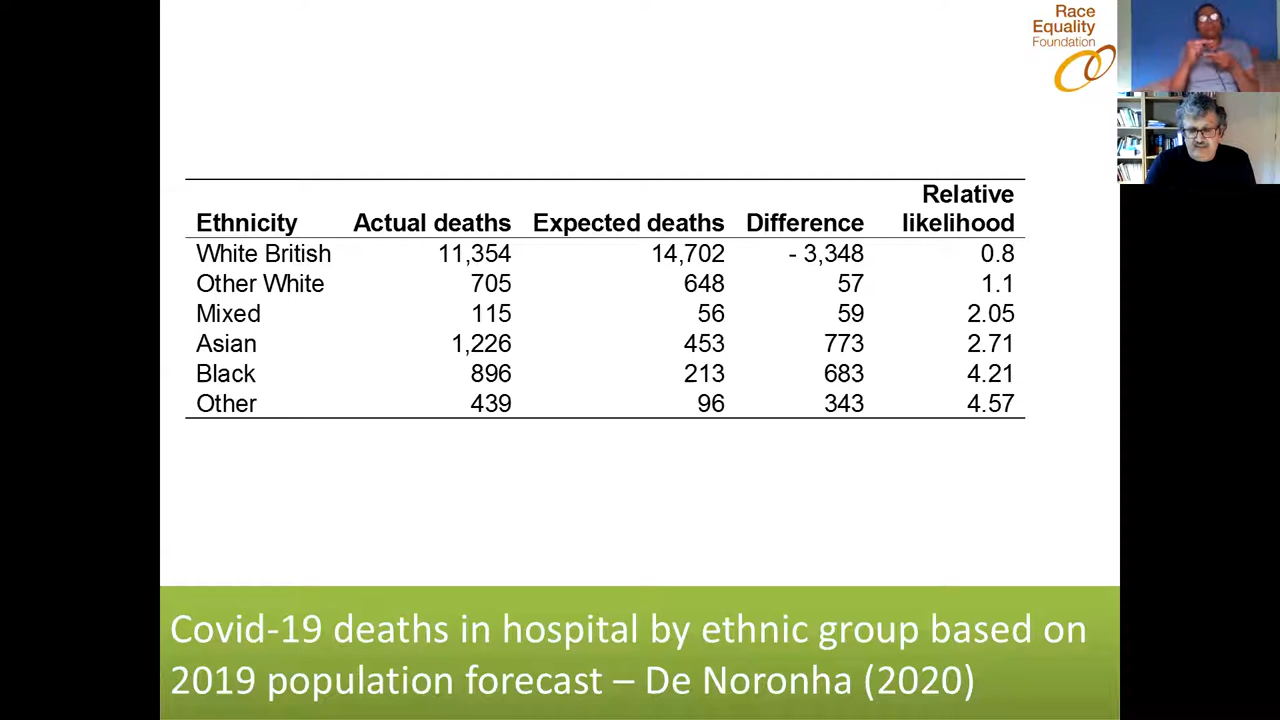 Race
Equality
Foundation
Relative
Ethnicity Actual deaths Expected deaths Difference likelihood
White British 11,354 14,702 - 3,348 0.8
Other White 705 648 57 1.1
Mixed 115 56 59 2.05
Asian 1,226 453 773 2.71
Black 896 213 683 4.21
Other 439 96 343 4.57
Covid-19 deaths in hospital by ethnic group based on
2019 population forecast – De Noronha (2020)